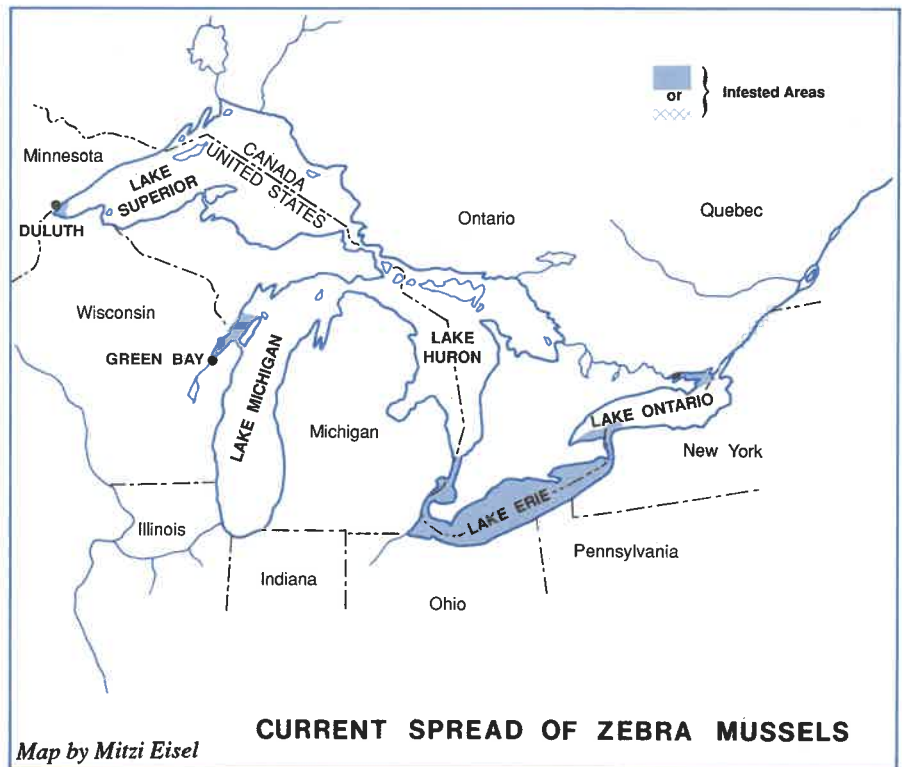 or
Infested Areas
Minnesota
CANADA
UNITED STATES
LAKE
SUPERIOR
Ontario
Quebec
DULUTH
Wisconsin
GREEN BAY
LAKE MICHIGAN
LAKE
HURON
Michigan
LAKE ONTARIO
New York
LAKE ERIE
Illinois
Pennsylvania
Indiana
Ohio
CURRENT SPREAD OF ZEBRA MUSSELS
Map by Mitzi Eisel